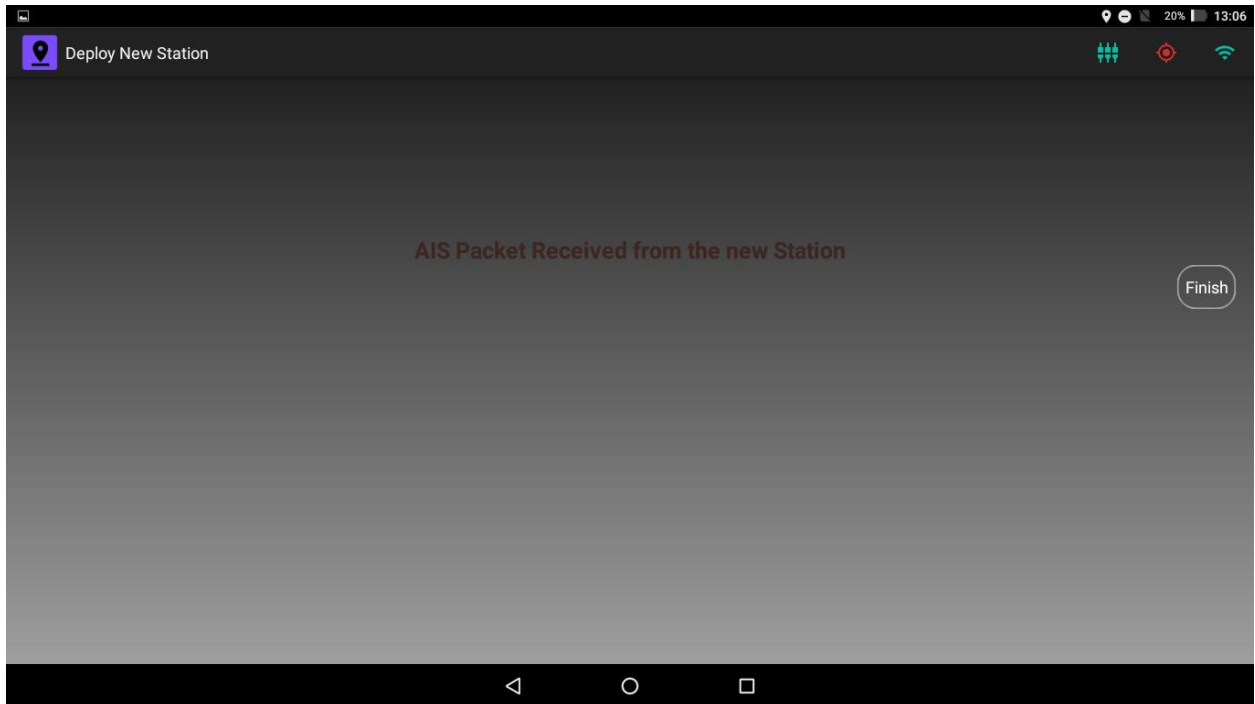 20% 13:06
Deploy New Station
AIS Packet Received from the new Station
Finish